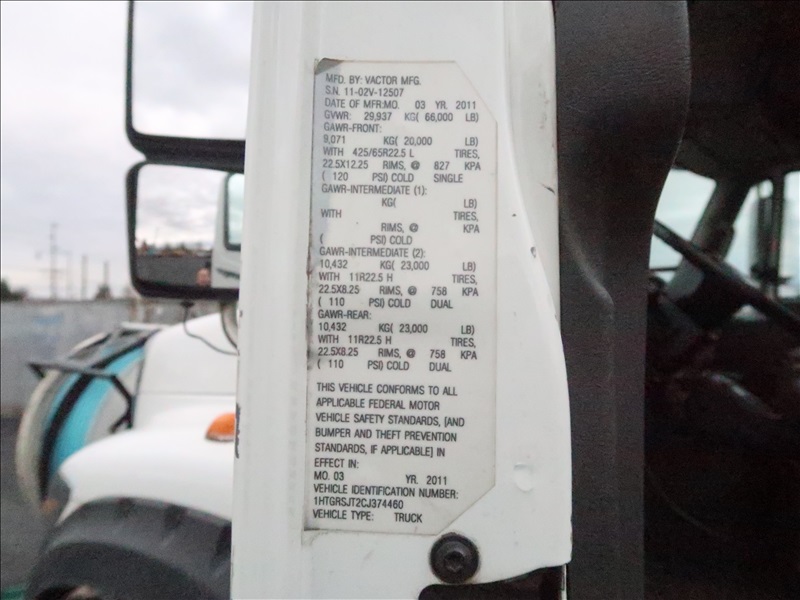 MFD. BY: VACTOR MFG.
S.N. 11-02V-12507
DATE OF MFR:MO. 03 YR. 2011
GVWR: 29,937 KG( 66,000 LB)
GAWR-FRONT:
9,071 KG( 20,000 LB)
WITH 425/65R22.5 L TIRES,
22.5X12.25 RIMS, @ 827 KPA
( 120 PSI) COLD SINGLE
GAWR-INTERMEDIATE (1):
KG( LB)
WITH TIRES,
RIMS, @ KPA
( PSI) COLD
GAWR-INTERMEDIATE (2):
10,432 KG( 23,000 LB)
WITH 11R22.5 H TIRES,
22.5X8.25 RIMS, @ 758 KPA
( 110 PSI) COLD DUAL
GAWR-REAR:
10,432 KG( 23,000 LB)
WITH 11R22.5 H TIRES,
22.5X8.25 RIMS, @ 758 KPA
( 110 PSI) COLD DUAL
THIS VEHICLE CONFORMS TO ALL
APPLICABLE FEDERAL MOTOR
VEHICLE SAFETY STANDARDS, [AND
BUMPER AND THEFT PREVENTION
STANDARDS, IF APPLICABLE] IN
EFFECT IN:
MO. 03 YR. 2011
VEHICLE IDENTIFICATION NUMBER:
1HTGRSJT2CJ374460
VEHICLE TYPE: TRUCK